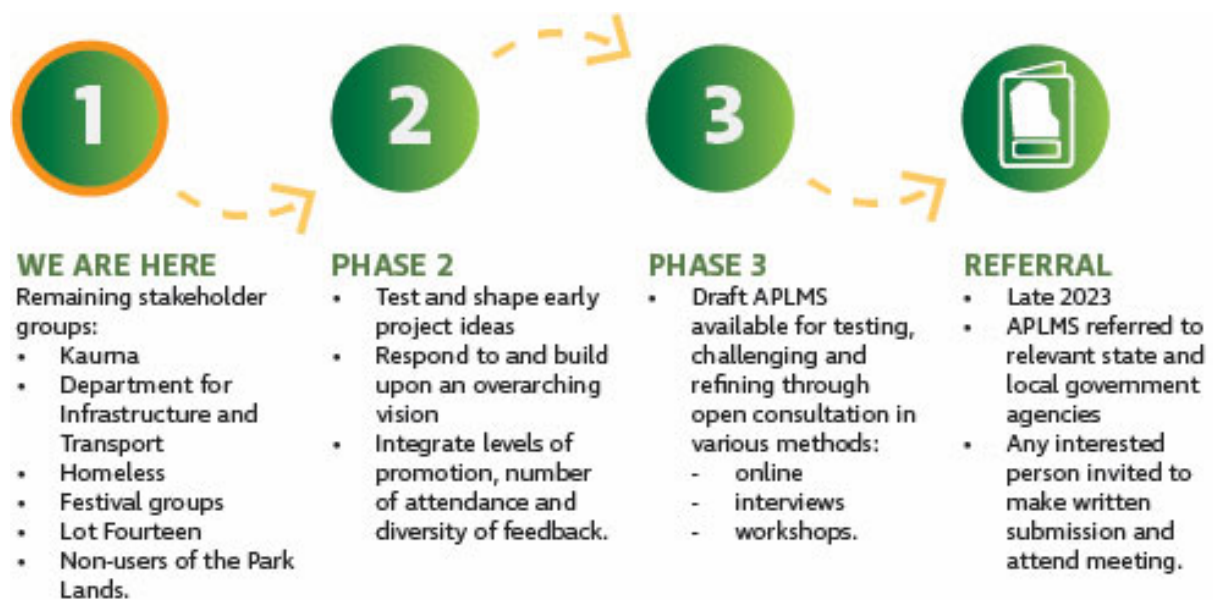 1
2
3
WE ARE HERE
Remaining stakeholder
groups:
• Kaurna
• Department for
Infrastructure and
Transport
• Homeless
• Festival groups
• Lot Fourteen
• Non-users of the Park
Lands.
PHASE 2
• Test and shape early
project ideas
• Respond to and build
upon an overarching
vision
• Integrate levels of
promotion, number
of attendance and
diversity of feedback.
PHASE 3
• Draft APLMS
available for testing,
challenging and
refining through
open consultation in
various methods:
- online
- interviews
- workshops.
REFERRAL
• Late 2023
• APLMS referred to
relevant state and
local government
agencies
• Any interested
person invited to
make written
submission and
attend meeting.